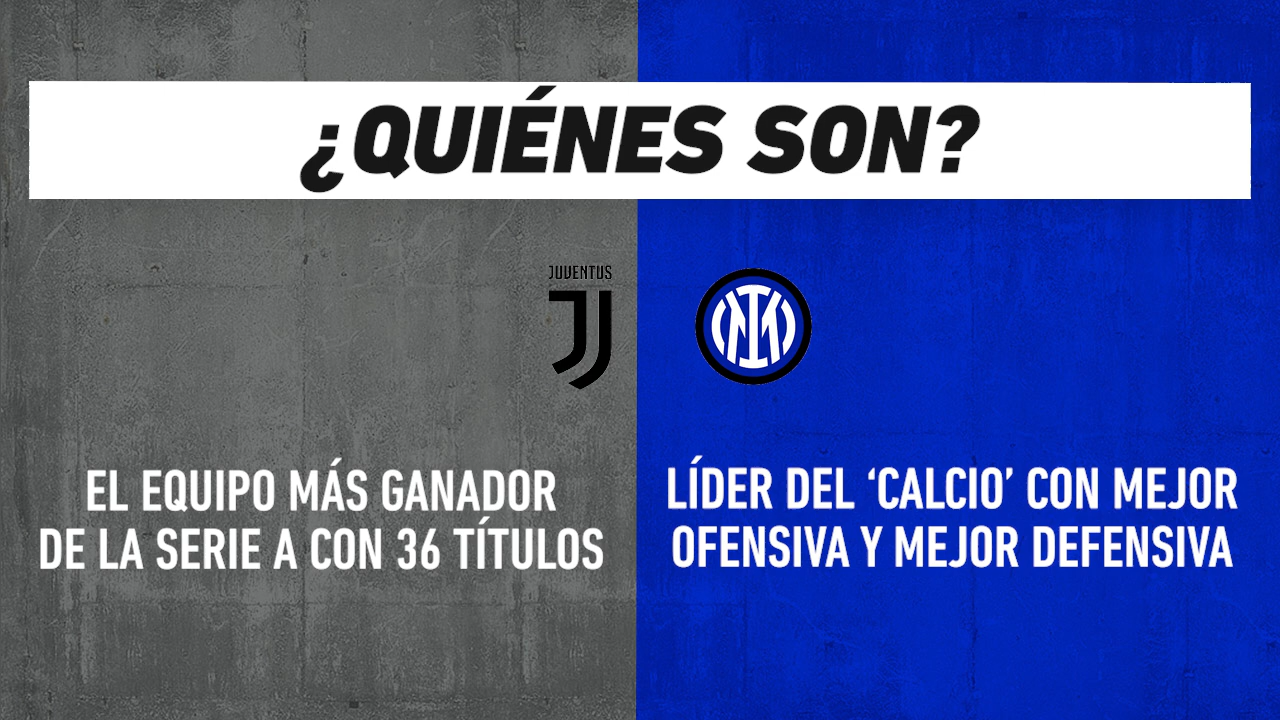 ¿QUIÉNES SON?
JUVENTUS
EL EQUIPO MÁS GANADOR
DE LA SERIE A CON 36 TÍTULOS
LÍDER DEL ‘CALCIO’ CON MEJOR
OFENSIVA Y MEJOR DEFENSIVA